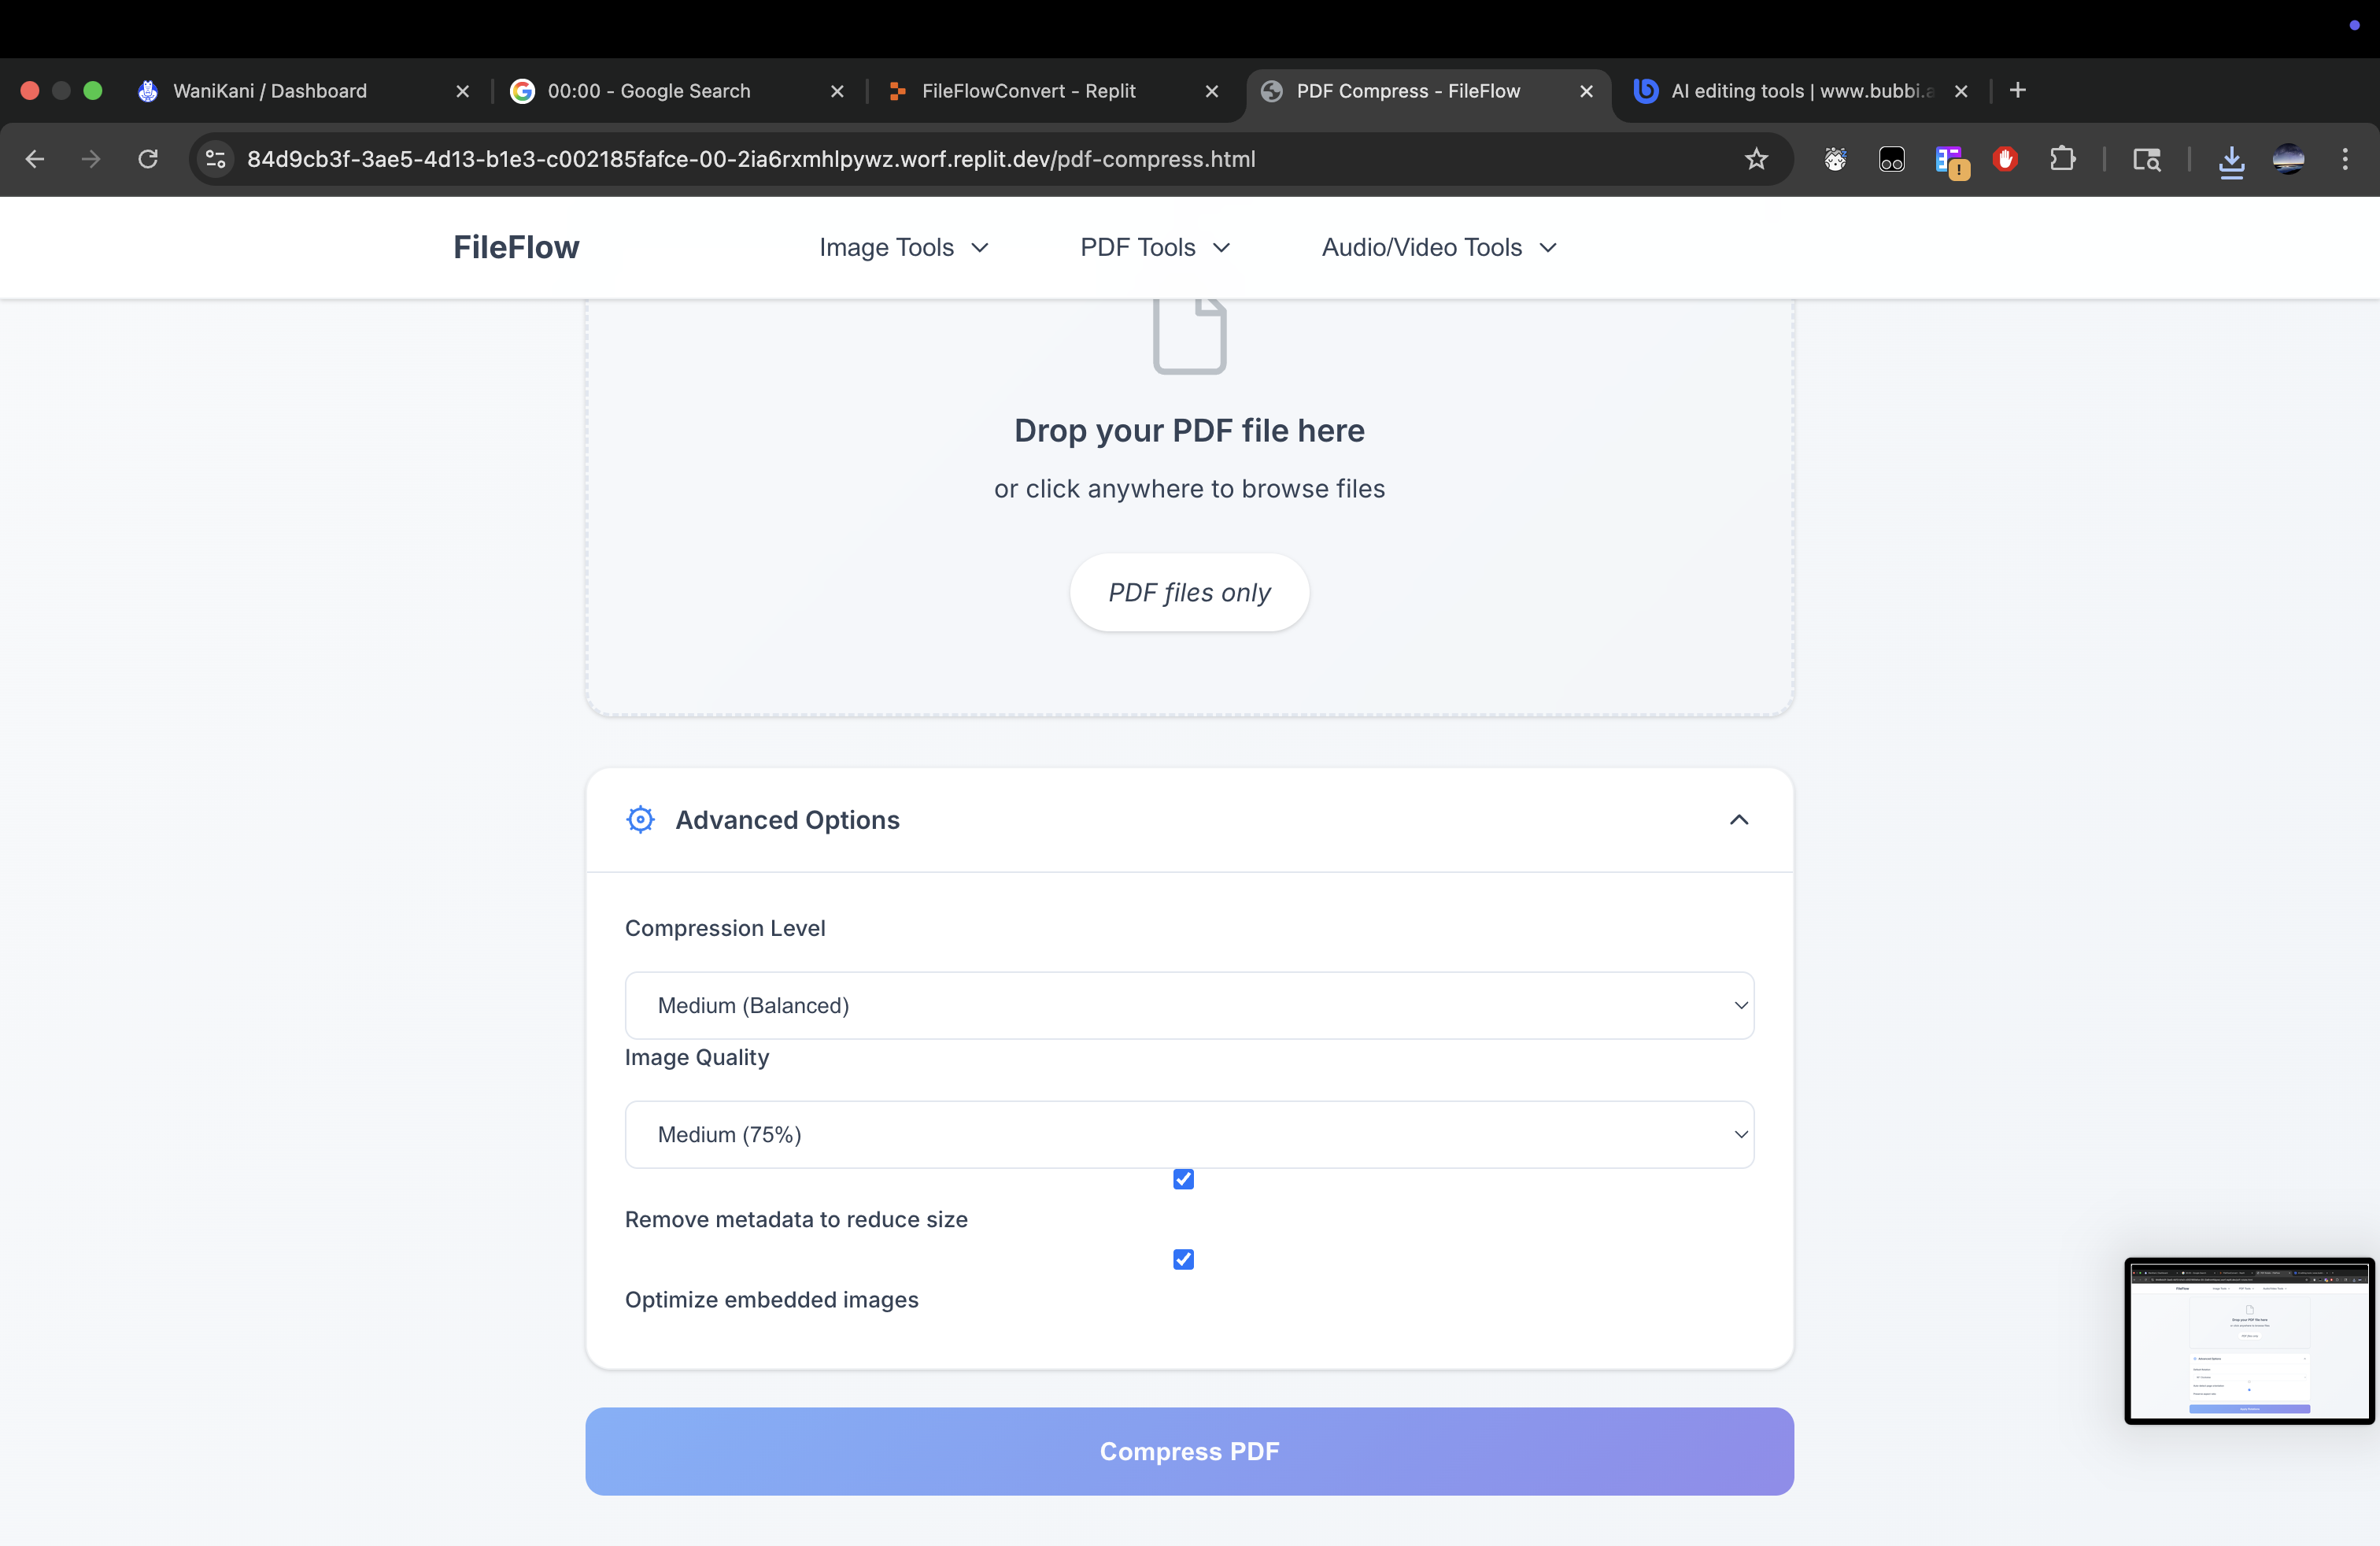 WaniKani / Dashboard
00:00 - Google Search
FileFlowConvert - Replit
PDF Compress - FileFlow
AI editing tools | www.bubbi.a
84d9cb3f-3ae5-4d13-b1e3-c002185fafce-00-2ia6rxmhlpywz.worf.replit.dev/pdf-compress.html
FileFlow
Image Tools
PDF Tools
Audio/Video Tools
Drop your PDF file here
or click anywhere to browse files
PDF files only
Advanced Options
Compression Level
Medium (Balanced)
Image Quality
Medium (75%)
Remove metadata to reduce size
Optimize embedded images
Compress PDF